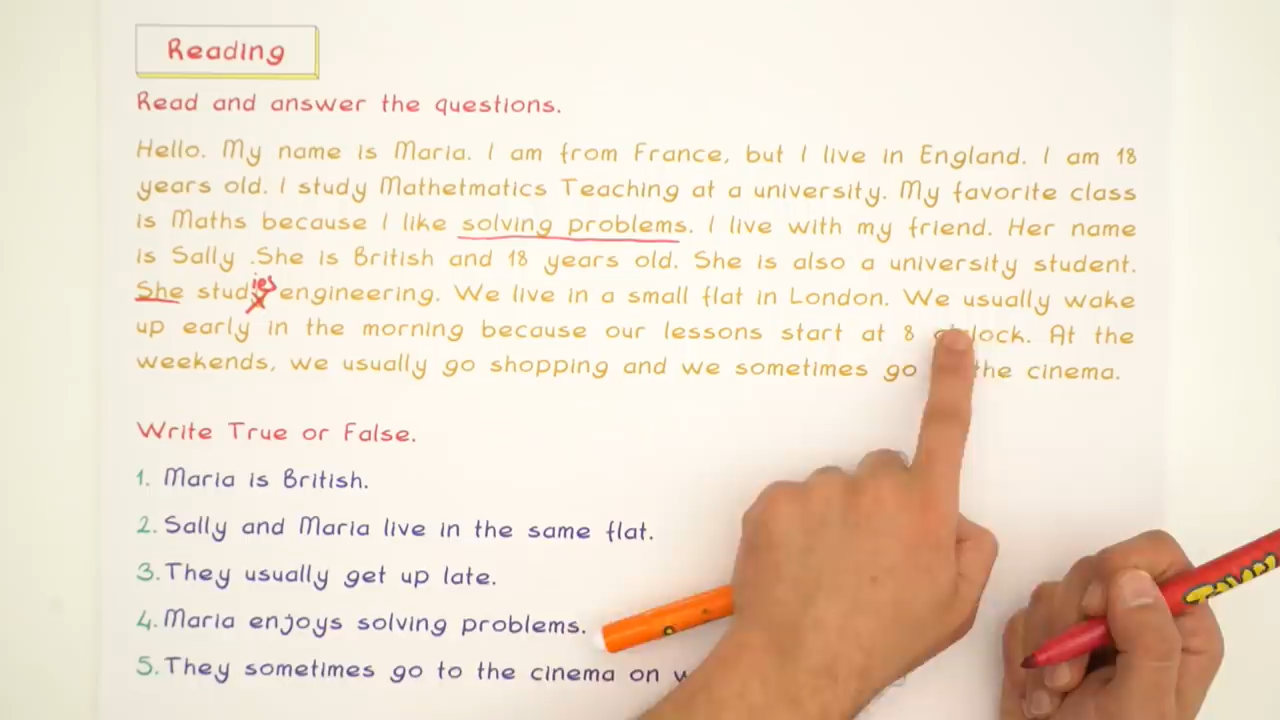 Reading
Read and answer the questions.
Hello. My name is Maria. I am from France, but I live in England. I am 18
years old. I study Mathetmatics Teaching at a university. My favorite class
is Maths because I like solving problems. I live with my friend. Her name
is Sally .She is British and 18 years old. She is also a university student.
She studies engineering. We live in a small flat in London. We usually wake
up early in the morning because our lessons start at 8 o'clock. At the
weekends, we usually go shopping and we sometimes go the cinema.
Write True or False.
1. Maria is British.
2. Sally and Maria live in the same flat.
3. They usually get up late.
4. Maria enjoys solving problems.
5. They sometimes go to the cinema on